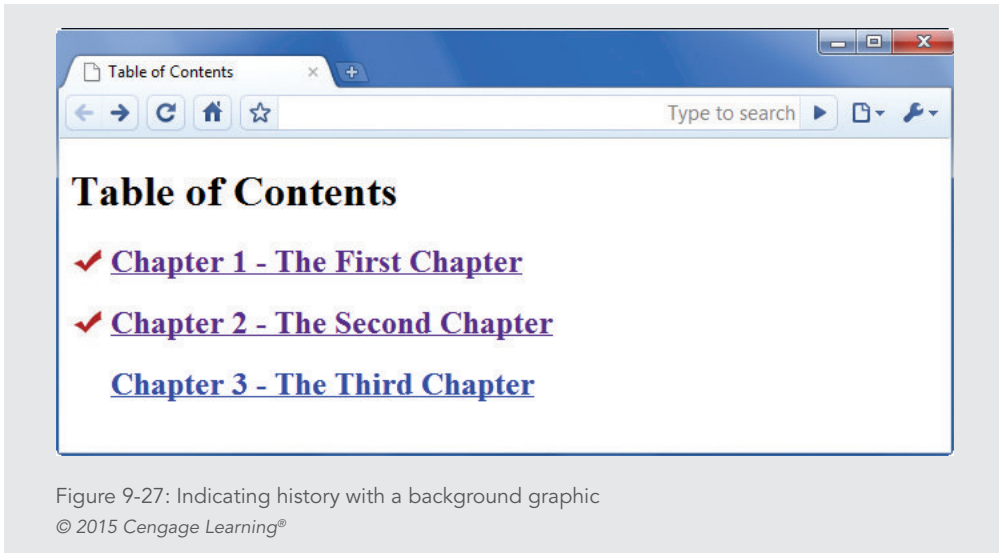 Table of Contents
Type to search
Table of Contents
Chapter 1 - The First Chapter
Chapter 2 - The Second Chapter
Chapter 3 - The Third Chapter
Figure 9-27: Indicating history with a background graphic
© 2015 Cengage Learning®